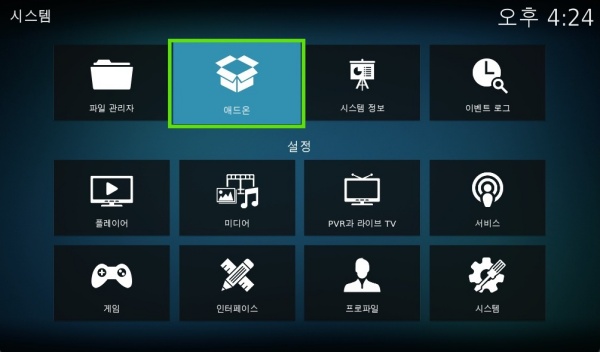 시스템
오후 4:24
파일 관리자
애드온
시스템 정보
이벤트 로그
설정
플레이어
미디어
PVR과 라이브 TV
서비스
게임
인터페이스
프로파일
시스템